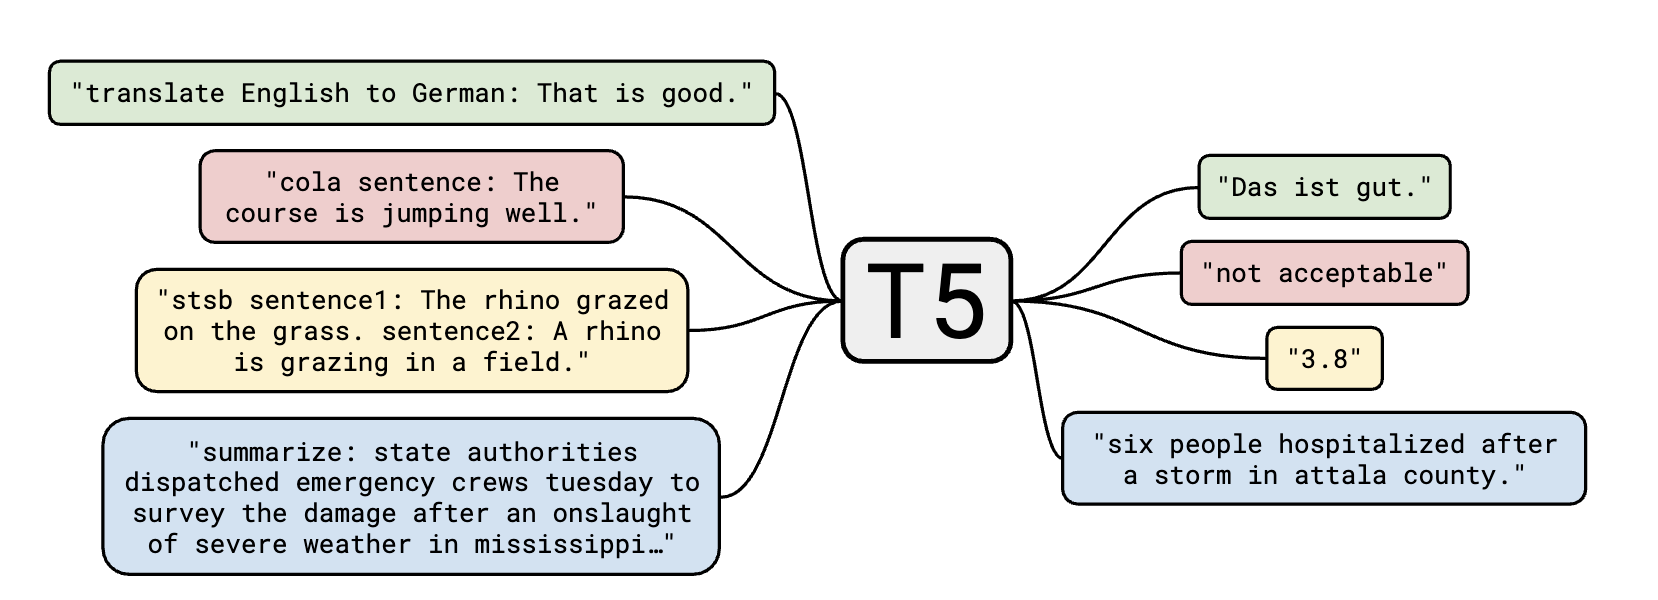 "translate English to German: That is good."
"cola sentence: The
course is jumping well."
"stsb sentence1: The rhino grazed
on the grass. sentence2: A rhino
is grazing in a field."
"summarize: state authorities
dispatched emergency crews tuesday to
survey the damage after an onslaught
of severe weather in mississippi…"
T5
"Das ist gut."
"not acceptable"
"3.8"
"six people hospitalized after
a storm in attala county."